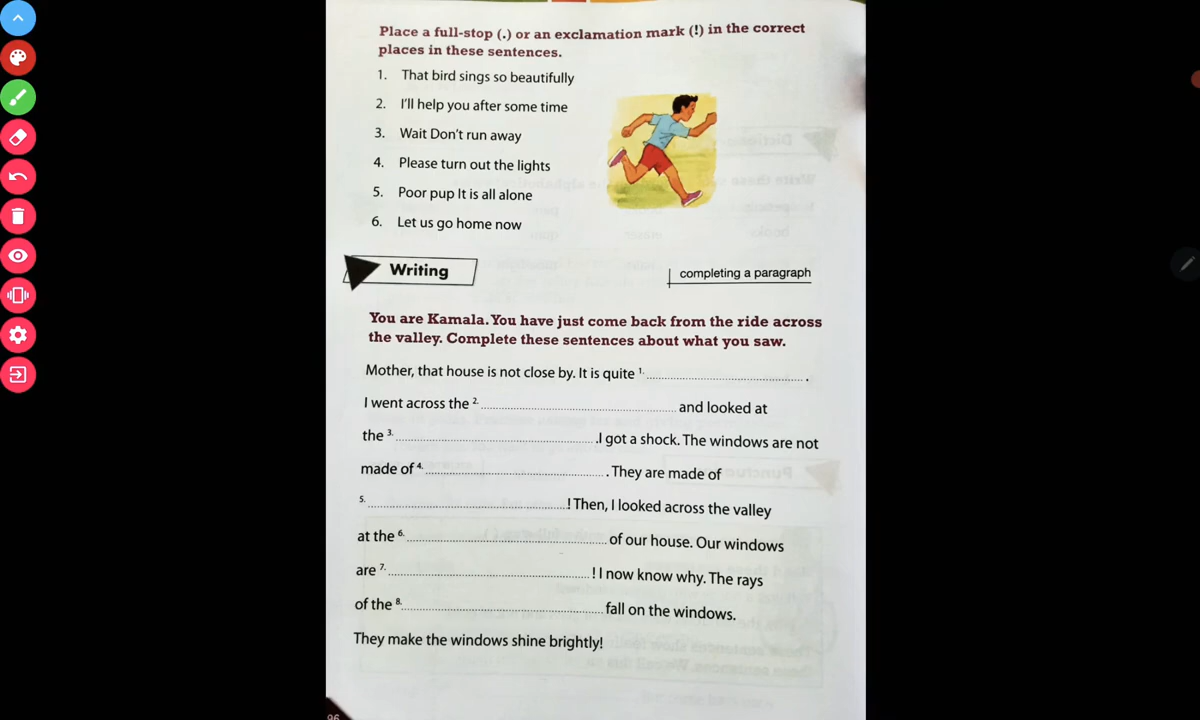 Place a full-stop (.) or an exclamation mark (!) in the correct
places in these sentences.
1. That bird sings so beautifully
2. I'll help you after some time
3. Wait Don't run away
4. Please turn out the lights
5. Poor pup It is all alone
6. Let us go home now
Writing
completing a paragraph
You are Kamala. You have just come back from the ride across
the valley. Complete these sentences about what you saw.
Mother, that house is not close by. It is quite 1. .................... .
I went across the 2. .................... and looked at
the 3. .................... .I got a shock. The windows are not
made of 4. .................... . They are made of
5. .................... ! Then, I looked across the valley
at the 6. .................... of our house. Our windows
are 7. .................... ! I now know why. The rays
of the 8. .................... fall on the windows.
They make the windows shine brightly!
96